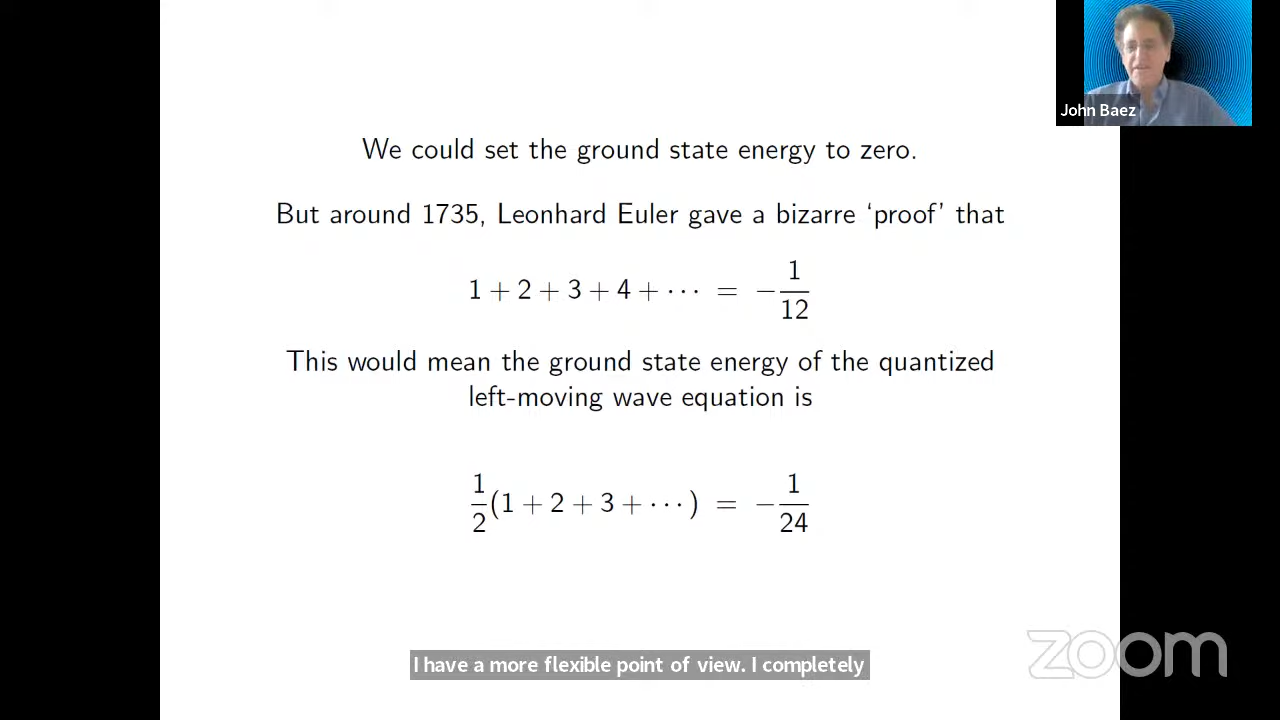 John Baez
We could set the ground state energy to zero.
But around 1735, Leonhard Euler gave a bizarre ‘proof’ that
1 + 2 + 3 + 4 + ··· = −1/12
This would mean the ground state energy of the quantized
left-moving wave equation is
1/2(1 + 2 + 3 + ···) = −1/24
I have a more flexible point of view. I completely
zoom